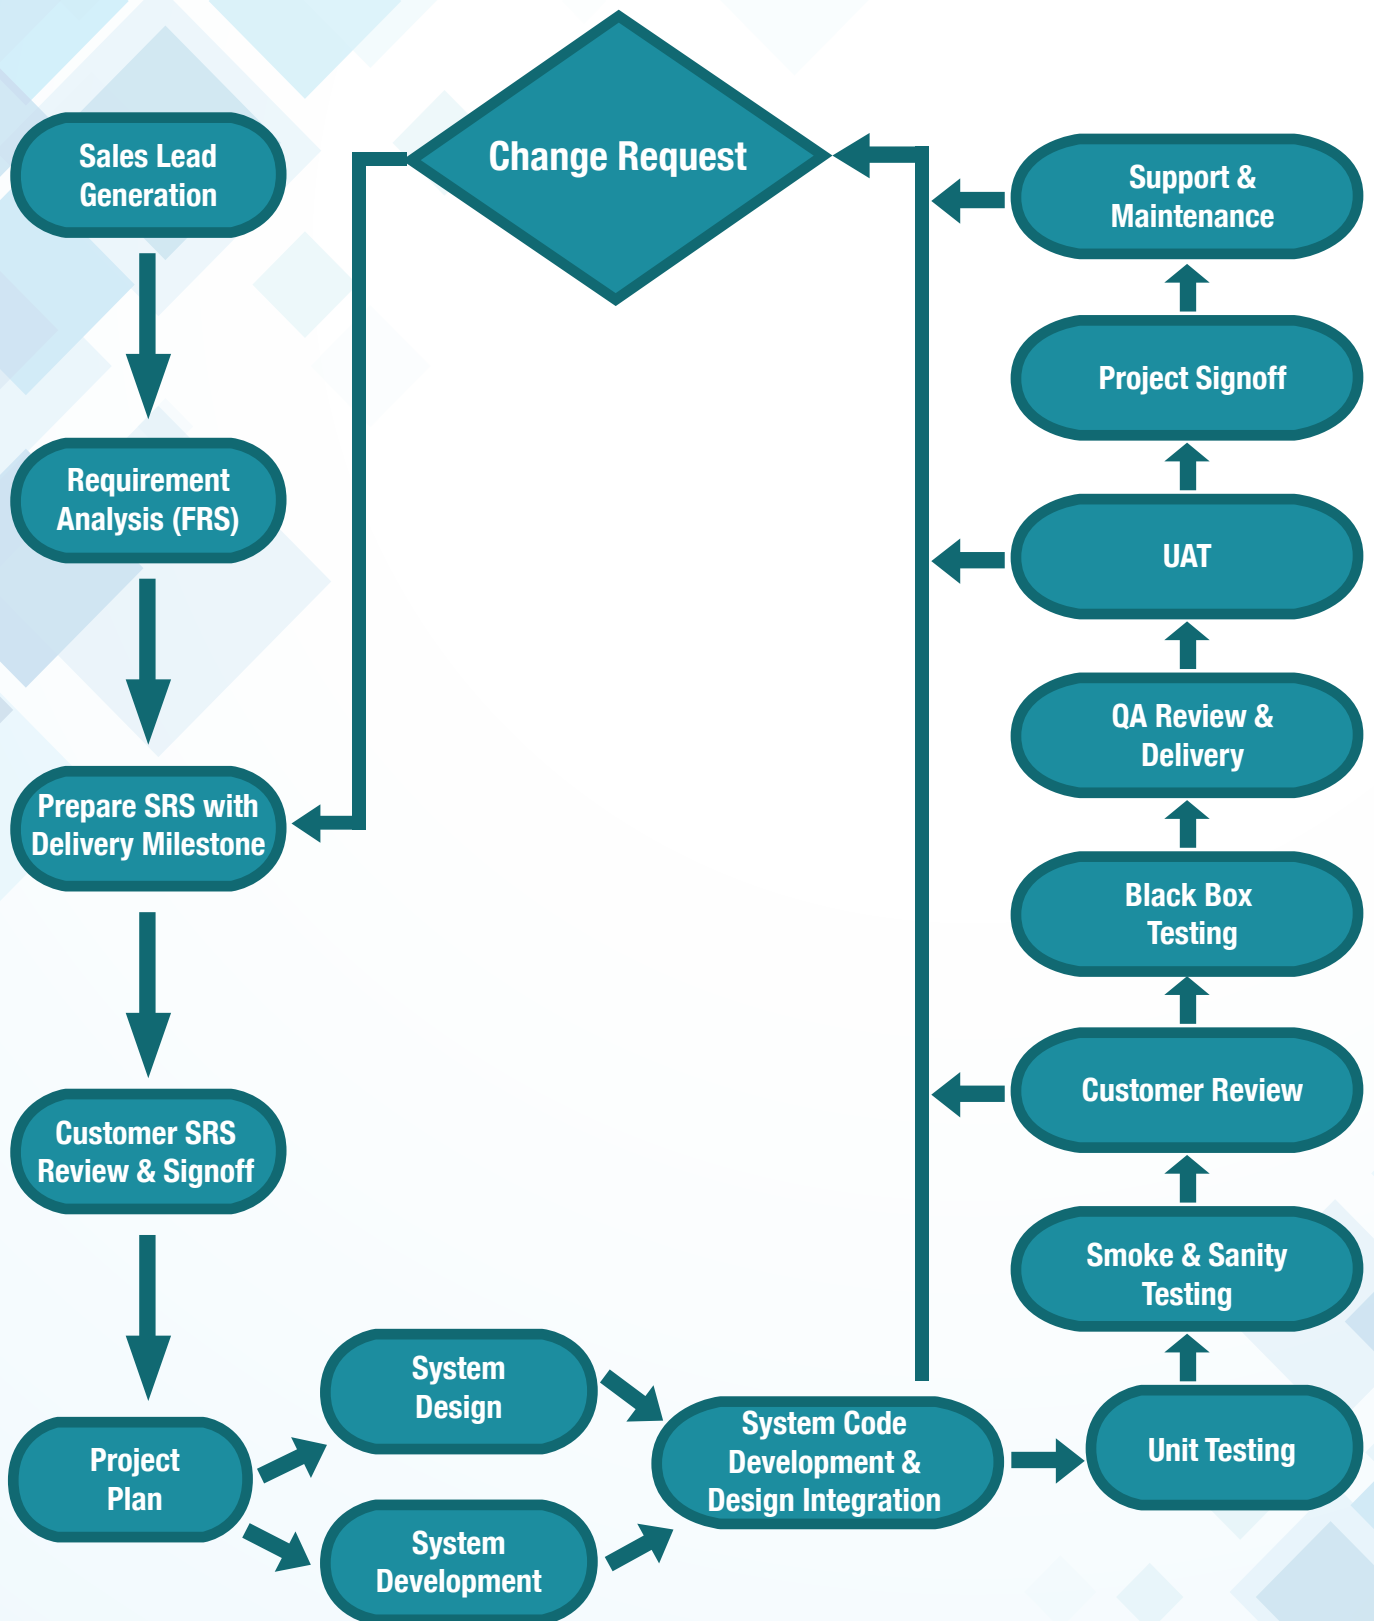 Sales Lead
Generation
Requirement
Analysis (FRS)
Prepare SRS with
Delivery Milestone
Customer SRS
Review & Signoff
Project
Plan
System
Design
System
Development
System Code
Development &
Design Integration
Unit Testing
Smoke & Sanity
Testing
Customer Review
Black Box
Testing
QA Review &
Delivery
UAT
Project Signoff
Support &
Maintenance
Change Request